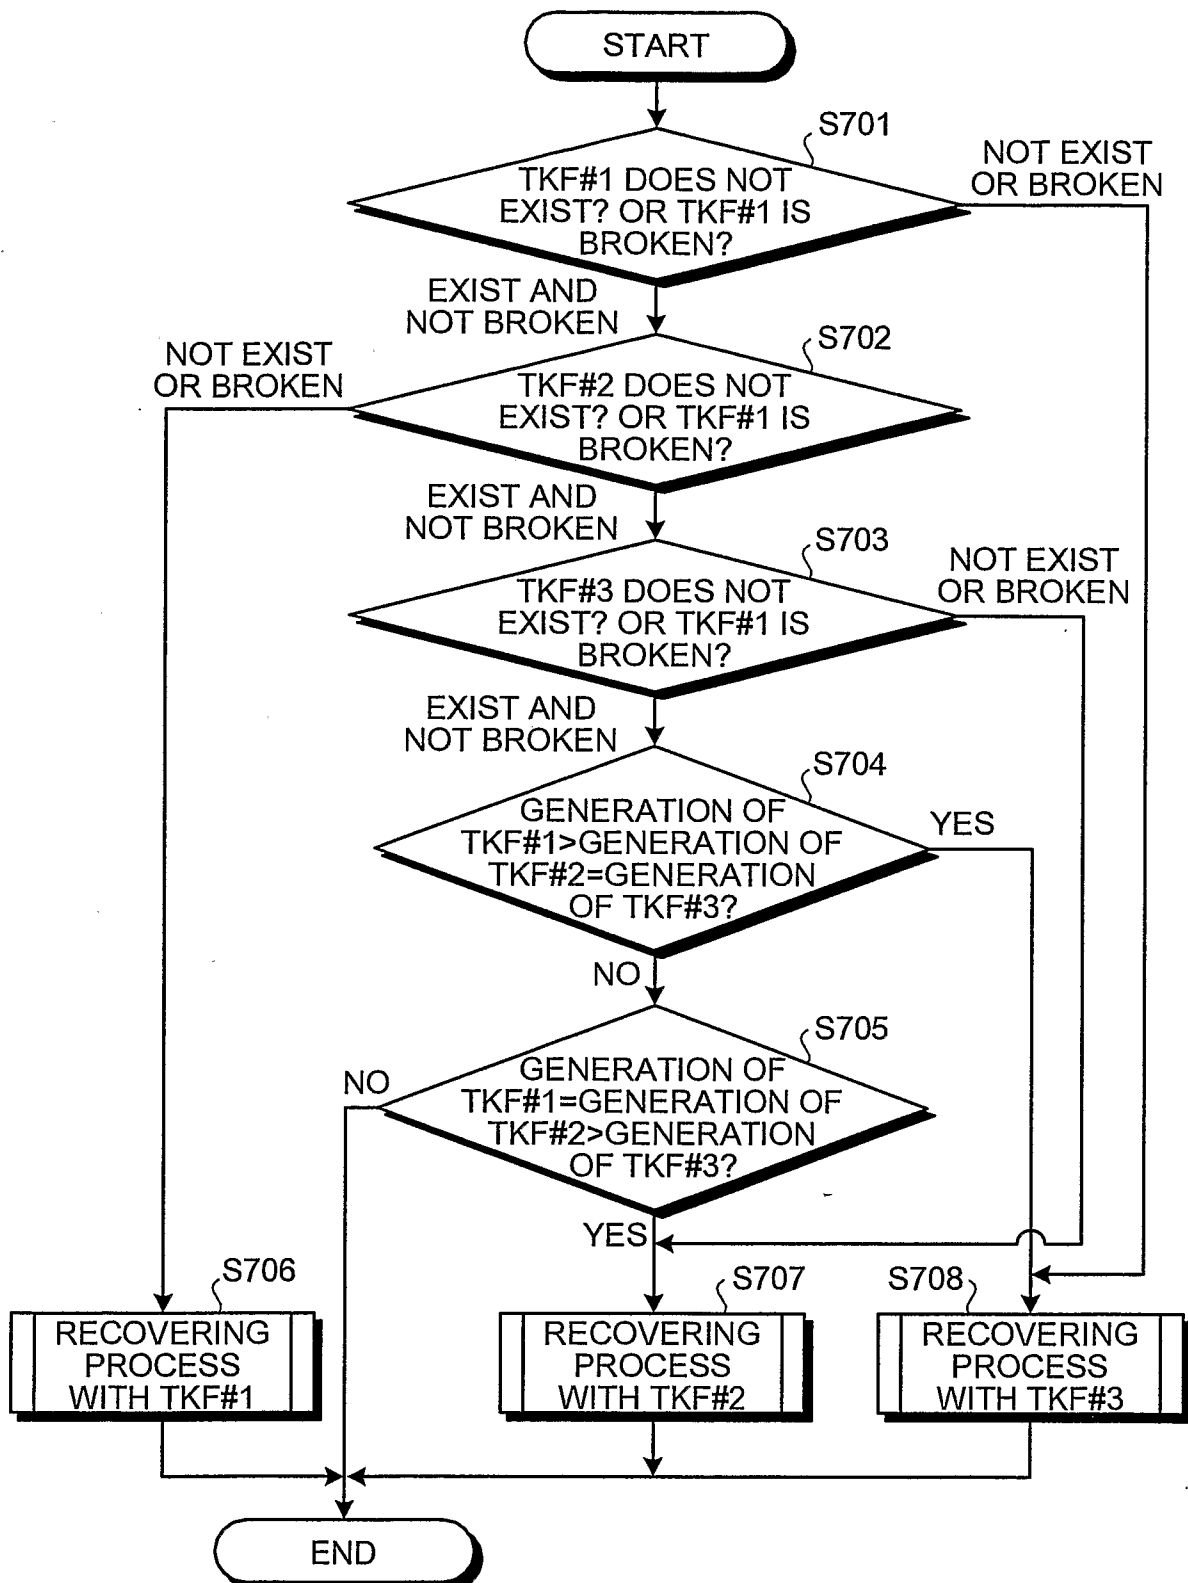 START
S701
TKF#1 DOES NOT
EXIST? OR TKF#1 IS
BROKEN?
NOT EXIST
OR BROKEN
EXIST AND
NOT BROKEN
S702
NOT EXIST
OR BROKEN
TKF#2 DOES NOT
EXIST? OR TKF#1 IS
BROKEN?
EXIST AND
NOT BROKEN
S703
TKF#3 DOES NOT
EXIST? OR TKF#1 IS
BROKEN?
NOT EXIST
OR BROKEN
EXIST AND
NOT BROKEN
S704
GENERATION OF
TKF#1>GENERATION OF
TKF#2=GENERATION
OF TKF#3?
YES
NO
S705
GENERATION OF
TKF#1=GENERATION OF
TKF#2>GENERATION
OF TKF#3?
NO
YES
S706
RECOVERING
PROCESS
WITH TKF#1
S707
RECOVERING
PROCESS
WITH TKF#2
S708
RECOVERING
PROCESS
WITH TKF#3
END